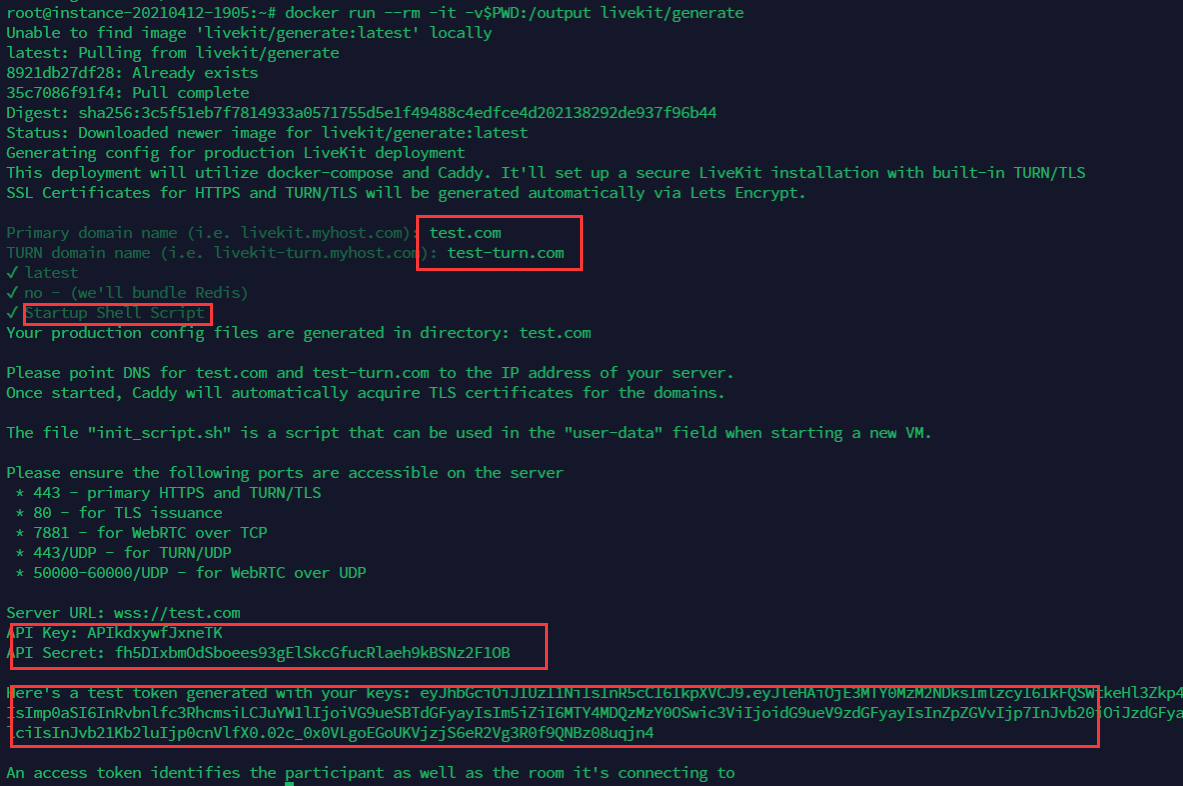 root@instance-20210412-1905:~# docker run --rm -it -v$PWD:/output livekit/generate
Unable to find image 'livekit/generate:latest' locally
latest: Pulling from livekit/generate
8921db27df28: Already exists
35c7086f91f4: Pull complete
Digest: sha256:3c5f51eb7f7814933a0571755d5e1f49488c4edfce4d202138292de937f96b44
Status: Downloaded newer image for livekit/generate:latest
Generating config for production LiveKit deployment
This deployment will utilize docker-compose and Caddy. It'll set up a secure LiveKit installation with built-in TURN/TLS
SSL Certificates for HTTPS and TURN/TLS will be generated automatically via Lets Encrypt.
Primary domain name (i.e. livekit.myhost.com): test.com
TURN domain name (i.e. livekit-turn.myhost.com): test-turn.com
✓ latest
✓ no - (we'll bundle Redis)
✓ Startup Shell Script
Your production config files are generated in directory: test.com
Please point DNS for test.com and test-turn.com to the IP address of your server.
Once started, Caddy will automatically acquire TLS certificates for the domains.
The file "init_script.sh" is a script that can be used in the "user-data" field when starting a new VM.
Please ensure the following ports are accessible on the server
* 443 - primary HTTPS and TURN/TLS
* 80 - for TLS issuance
* 7881 - for WebRTC over TCP
* 443/UDP - for TURN/UDP
* 50000-60000/UDP - for WebRTC over UDP
Server URL: wss://test.com
API Key: APIkdxywfJxneTK
API Secret: fh5DIxbmOdSboees93gElSkcGfucRlaeh9kBSNz2F1OB
Here's a test token generated with your keys:
An access token identifies the participant as well as the room it's connecting to